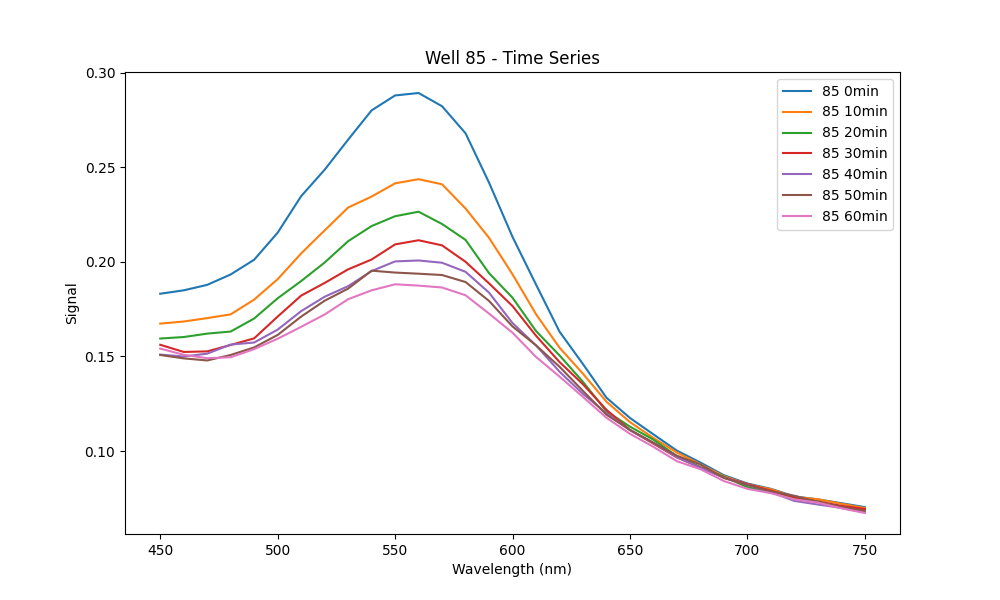 Well 85 - Time Series
Signal
0.30
0.25
0.20
0.15
0.10
85 0min
85 10min
85 20min
85 30min
85 40min
85 50min
85 60min
450
500
550
600
650
700
750
Wavelength (nm)